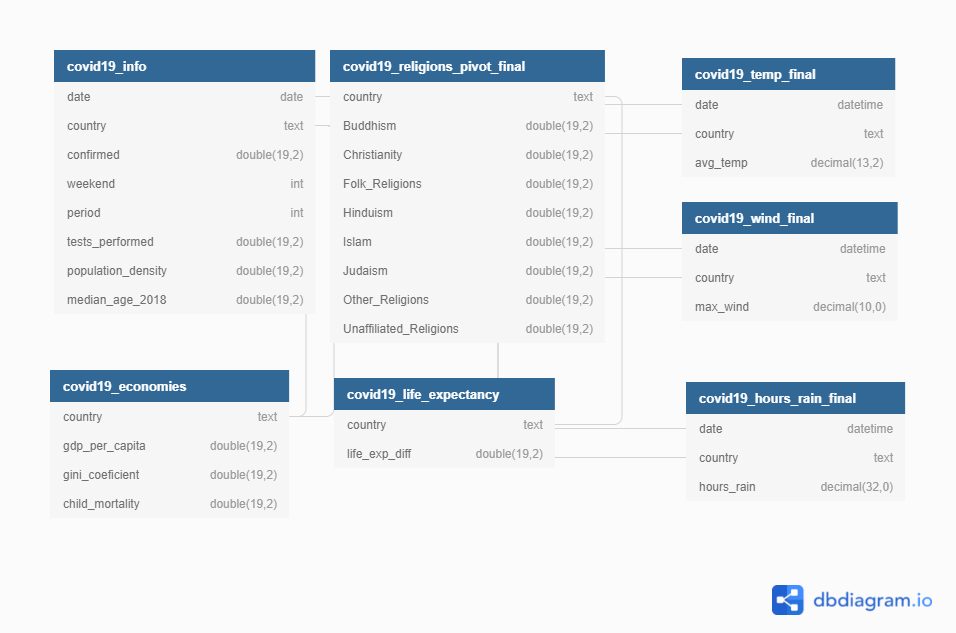 covid19_info
date date
country text
confirmed double(19,2)
weekend int
period int
tests_performed double(19,2)
population_density double(19,2)
median_age_2018 double(19,2)
covid19_religions_pivot_final
country text
Buddhism double(19,2)
Christianity double(19,2)
Folk_Religions double(19,2)
Hinduism double(19,2)
Islam double(19,2)
Judaism double(19,2)
Other_Religions double(19,2)
Unaffiliated_Religions double(19,2)
covid19_temp_final
date datetime
country text
avg_temp decimal(13,2)
covid19_wind_final
date datetime
country text
max_wind decimal(10,0)
covid19_economies
country text
gdp_per_capita double(19,2)
gini_coeficient double(19,2)
child_mortality double(19,2)
covid19_life_expectancy
country text
life_exp_diff double(19,2)
covid19_hours_rain_final
date datetime
country text
hours_rain decimal(32,0)
dbdiagram.io